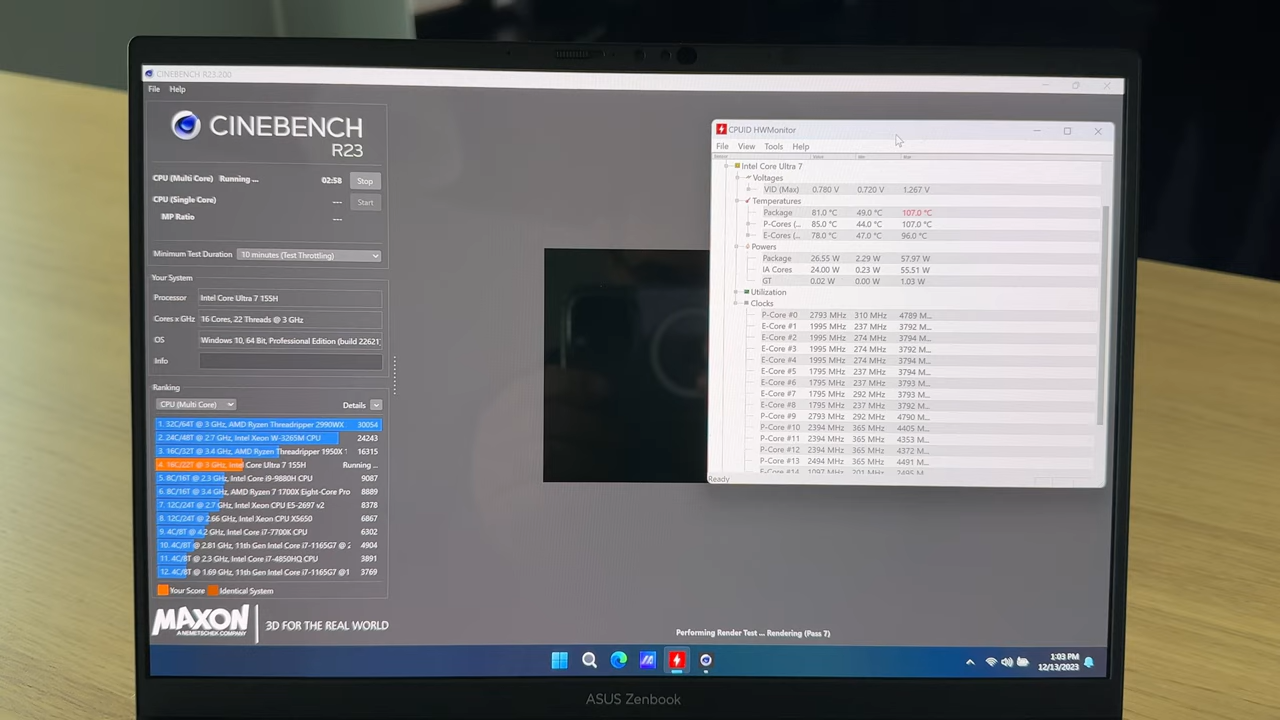 CINEBENCH R23.200
File Help
CINEBENCH
R23
CPU (Multi Core) Running ... 02:58 Stop
CPU (Single Core) --- Start
MP Ratio ---
Minimum Test Duration 10 minutes (Test Throttling)
Your System
Processor Intel Core Ultra 7 155H
Cores x GHz 16 Cores, 22 Threads @ 3 GHz
OS Windows 10, 64 Bit, Professional Edition (build 22621)
Info
Ranking
CPU (Multi Core) Details
1. 32C/64T @ 3 GHz, AMD Ryzen Threadripper 2990WX 30054
2. 24C/48T @ 2.7 GHz, Intel Xeon W-3265M CPU 24243
3. 16C/32T @ 3.4 GHz, AMD Ryzen Threadripper 1950X 16315
4. 16C/22T @ 3 GHz, Intel Core Ultra 7 155H Running ...
5. 8C/16T @ 2.3 GHz, Intel Core i9-9880H CPU 9087
6. 8C/16T @ 3.4 GHz, AMD Ryzen 7 1700X Eight-Core Pro 8889
7. 12C/24T @ 2.7 GHz, Intel Xeon CPU E5-2697 v2 8378
8. 12C/24T @ 2.66 GHz, Intel Xeon CPU X5650 6867
9. 4C/8T @ 4.2 GHz, Intel Core i7-7700K CPU 6302
10. 4C/8T @ 2.81 GHz, 11th Gen Intel Core i7-1165G7 @ 2 4904
11. 4C/8T @ 2.3 GHz, Intel Core i7-4850HQ CPU 3891
12. 4C/8T @ 1.69 GHz, 11th Gen Intel Core i7-1165G7 @1 3769
Your Score Identical System
MAXON
A NEMETSCHEK COMPANY
3D FOR THE REAL WORLD
CPUID HWMonitor
File View Tools Help
Intel Core Ultra 7
Voltages
VID (Max) 0.780 V 0.720 V 1.267 V
Temperatures
Package 81.0 °C 49.0 °C 107.0 °C
P-Cores (... 85.0 °C 44.0 °C 107.0 °C
E-Cores (... 78.0 °C 47.0 °C 96.0 °C
Powers
Package 26.55 W 2.29 W 57.97 W
IA Cores 24.00 W 0.23 W 55.51 W
GT 0.02 W 0.00 W 1.03 W
Utilization
Clocks
P-Core #0 2793 MHz 310 MHz 4789 M...
E-Core #1 1995 MHz 237 MHz 3792 M...
E-Core #2 1995 MHz 274 MHz 3794 M...
E-Core #3 1995 MHz 274 MHz 3792 M...
E-Core #4 1995 MHz 274 MHz 3794 M...
E-Core #5 1795 MHz 237 MHz 3794 M...
E-Core #6 1795 MHz 237 MHz 3793 M...
E-Core #7 1795 MHz 292 MHz 3793 M...
E-Core #8 1795 MHz 237 MHz 3792 M...
P-Core #9 2793 MHz 292 MHz 4790 M...
P-Core #10 2394 MHz 365 MHz 4405 M...
P-Core #11 2394 MHz 365 MHz 4353 M...
P-Core #12 2394 MHz 365 MHz 4372 M...
P-Core #13 2494 MHz 365 MHz 4491 M...
E-Core #14 1097 MHz 201 MHz 2495 M...
Ready
Performing Render Test ... Rendering (Pass 7)
1:03 PM
12/13/2023
ASUS Zenbook